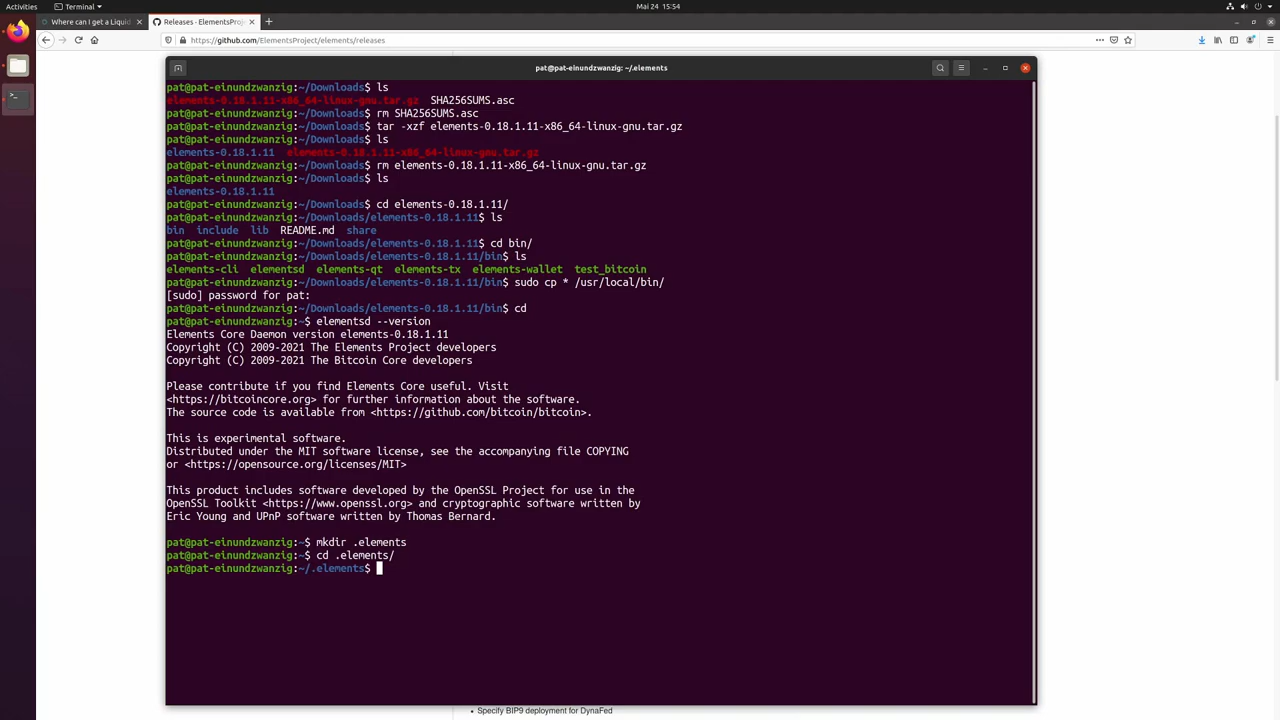 Activities
Terminal
Mai 24 15:54
Where can I get a Liquid
Releases - ElementsProj
https://github.com/ElementsProject/elements/releases
pat@pat-einundzwanzig: ~/.elements
pat@pat-einundzwanzig:~/Downloads$ ls
elements-0.18.1.11-x86_64-linux-gnu.tar.gz  SHA256SUMS.asc
pat@pat-einundzwanzig:~/Downloads$ rm SHA256SUMS.asc
pat@pat-einundzwanzig:~/Downloads$ tar -xzf elements-0.18.1.11-x86_64-linux-gnu.tar.gz
pat@pat-einundzwanzig:~/Downloads$ ls
elements-0.18.1.11  elements-0.18.1.11-x86_64-linux-gnu.tar.gz
pat@pat-einundzwanzig:~/Downloads$ rm elements-0.18.1.11-x86_64-linux-gnu.tar.gz
pat@pat-einundzwanzig:~/Downloads$ ls
elements-0.18.1.11
pat@pat-einundzwanzig:~/Downloads$ cd elements-0.18.1.11/
pat@pat-einundzwanzig:~/Downloads/elements-0.18.1.11$ ls
bin  include  lib  README.md  share
pat@pat-einundzwanzig:~/Downloads/elements-0.18.1.11$ cd bin/
pat@pat-einundzwanzig:~/Downloads/elements-0.18.1.11/bin$ ls
elements-cli  elementsd  elements-qt  elements-tx  elements-wallet  test_bitcoin
pat@pat-einundzwanzig:~/Downloads/elements-0.18.1.11/bin$ sudo cp * /usr/local/bin/
[sudo] password for pat:
pat@pat-einundzwanzig:~/Downloads/elements-0.18.1.11/bin$ cd
pat@pat-einundzwanzig:~$ elementsd --version
Elements Core Daemon version elements-0.18.1.11
Copyright (C) 2009-2021 The Elements Project developers
Copyright (C) 2009-2021 The Bitcoin Core developers
Please contribute if you find Elements Core useful. Visit
<https://bitcoincore.org> for further information about the software.
The source code is available from <https://github.com/bitcoin/bitcoin>.
This is experimental software.
Distributed under the MIT software license, see the accompanying file COPYING
or <https://opensource.org/licenses/MIT>
This product includes software developed by the OpenSSL Project for use in the
OpenSSL Toolkit <https://www.openssl.org> and cryptographic software written by
Eric Young and UPnP software written by Thomas Bernard.
pat@pat-einundzwanzig:~$ mkdir .elements
pat@pat-einundzwanzig:~$ cd .elements/
pat@pat-einundzwanzig:~/.elements$
• Specify BIP9 deployment for DynaFed